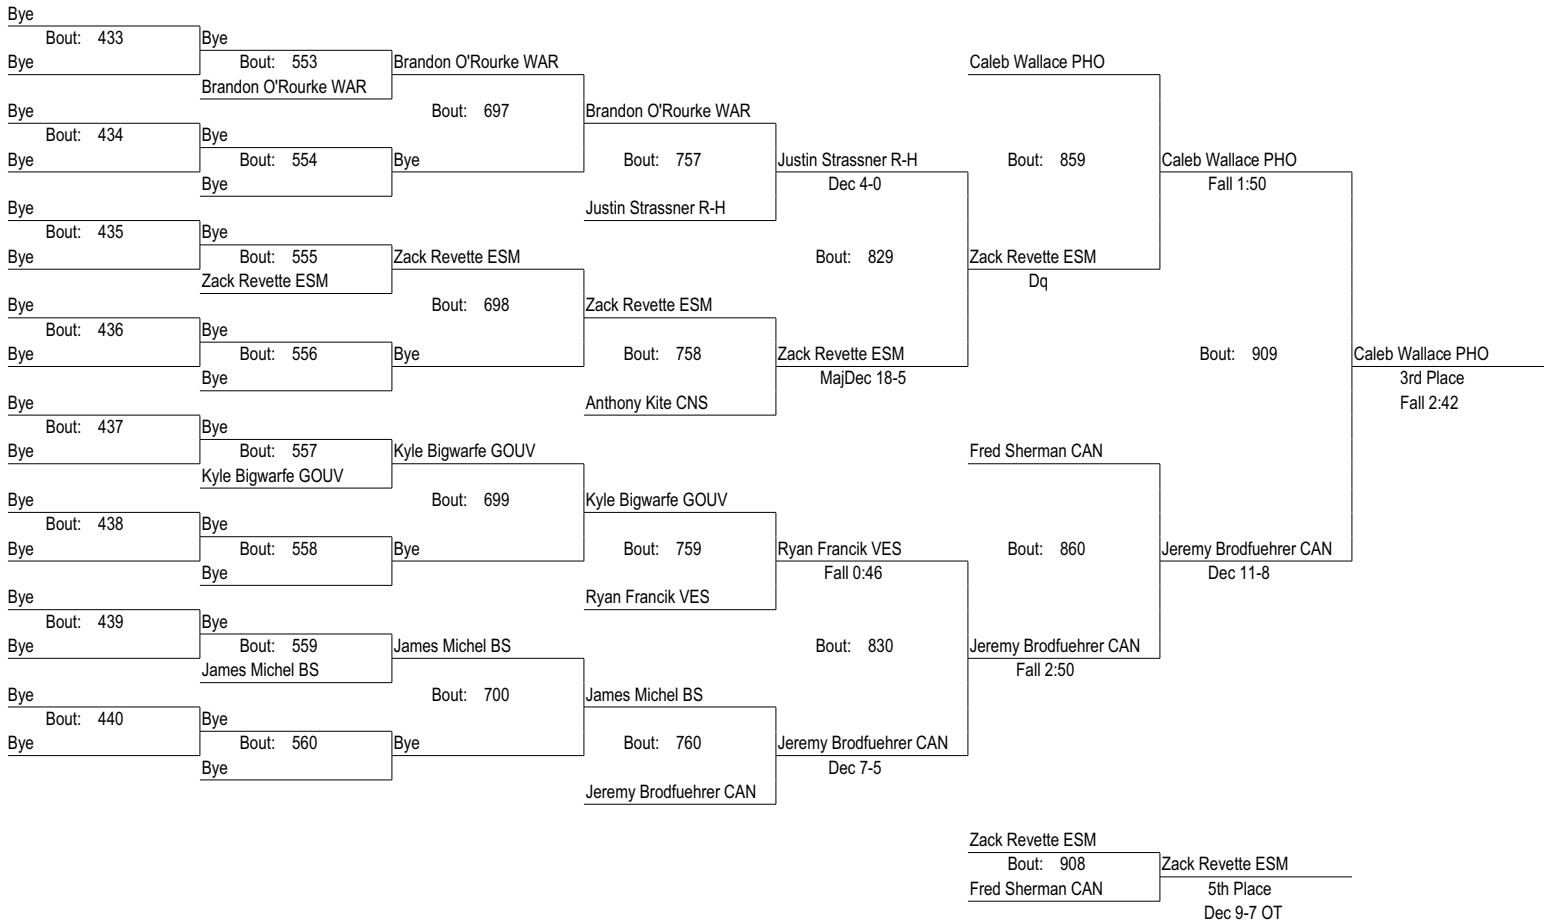 Bye
Bout: 433
Bye
Bye
Bout: 553
Brandon O'Rourke WAR
Brandon O'Rourke WAR
Bye
Bout: 434
Bye
Bye
Bout: 554
Bye
Bye
Bout: 697
Brandon O'Rourke WAR
Bout: 757
Justin Strassner R-H
Justin Strassner R-H
Dec 4-0
Bye
Bout: 435
Bye
Bye
Bout: 555
Zack Revette ESM
Zack Revette ESM
Bye
Bout: 436
Bye
Bye
Bout: 556
Bye
Bye
Bout: 698
Zack Revette ESM
Bout: 758
Anthony Kite CNS
Zack Revette ESM
MajDec 18-5
Bout: 829
Zack Revette ESM
Dq
Caleb Wallace PHO
Bout: 859
Caleb Wallace PHO
Fall 1:50
Bye
Bout: 437
Bye
Bye
Bout: 557
Kyle Bigwarfe GOUV
Kyle Bigwarfe GOUV
Bye
Bout: 438
Bye
Bye
Bout: 558
Bye
Bye
Bout: 699
Kyle Bigwarfe GOUV
Bout: 759
Ryan Francik VES
Ryan Francik VES
Fall 0:46
Bye
Bout: 439
Bye
Bye
Bout: 559
James Michel BS
James Michel BS
Bye
Bout: 440
Bye
Bye
Bout: 560
Bye
Bye
Bout: 700
James Michel BS
Bout: 760
Jeremy Brodfuehrer CAN
Jeremy Brodfuehrer CAN
Dec 7-5
Bout: 830
Jeremy Brodfuehrer CAN
Fall 2:50
Fred Sherman CAN
Bout: 860
Jeremy Brodfuehrer CAN
Dec 11-8
Bout: 909
Caleb Wallace PHO
3rd Place
Fall 2:42
Zack Revette ESM
Bout: 908
Fred Sherman CAN
Zack Revette ESM
5th Place
Dec 9-7 OT